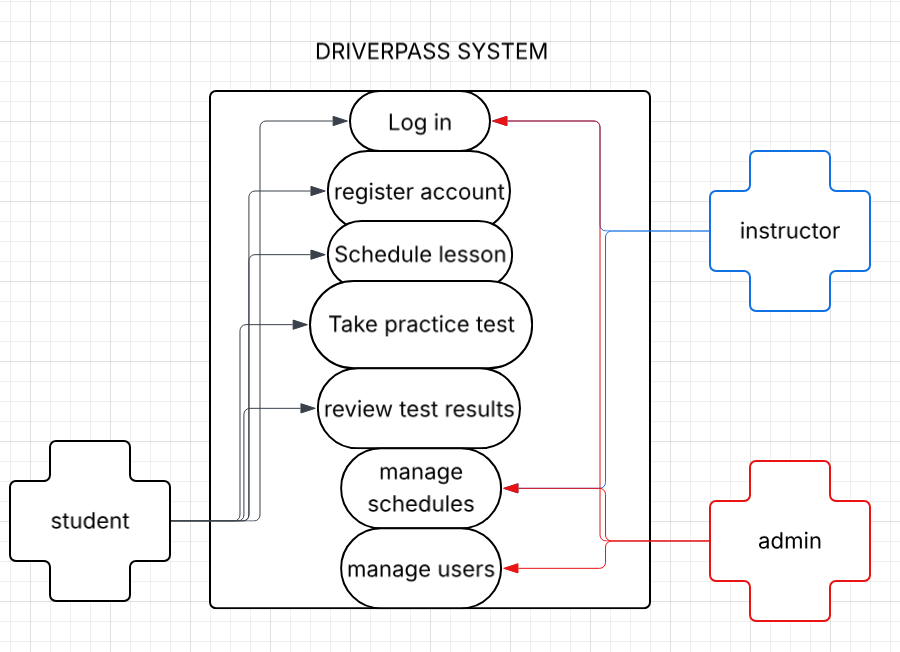 DRIVERPASS SYSTEM
Log in
register account
Schedule lesson
Take practice test
review test results
manage
schedules
manage users
student
instructor
admin